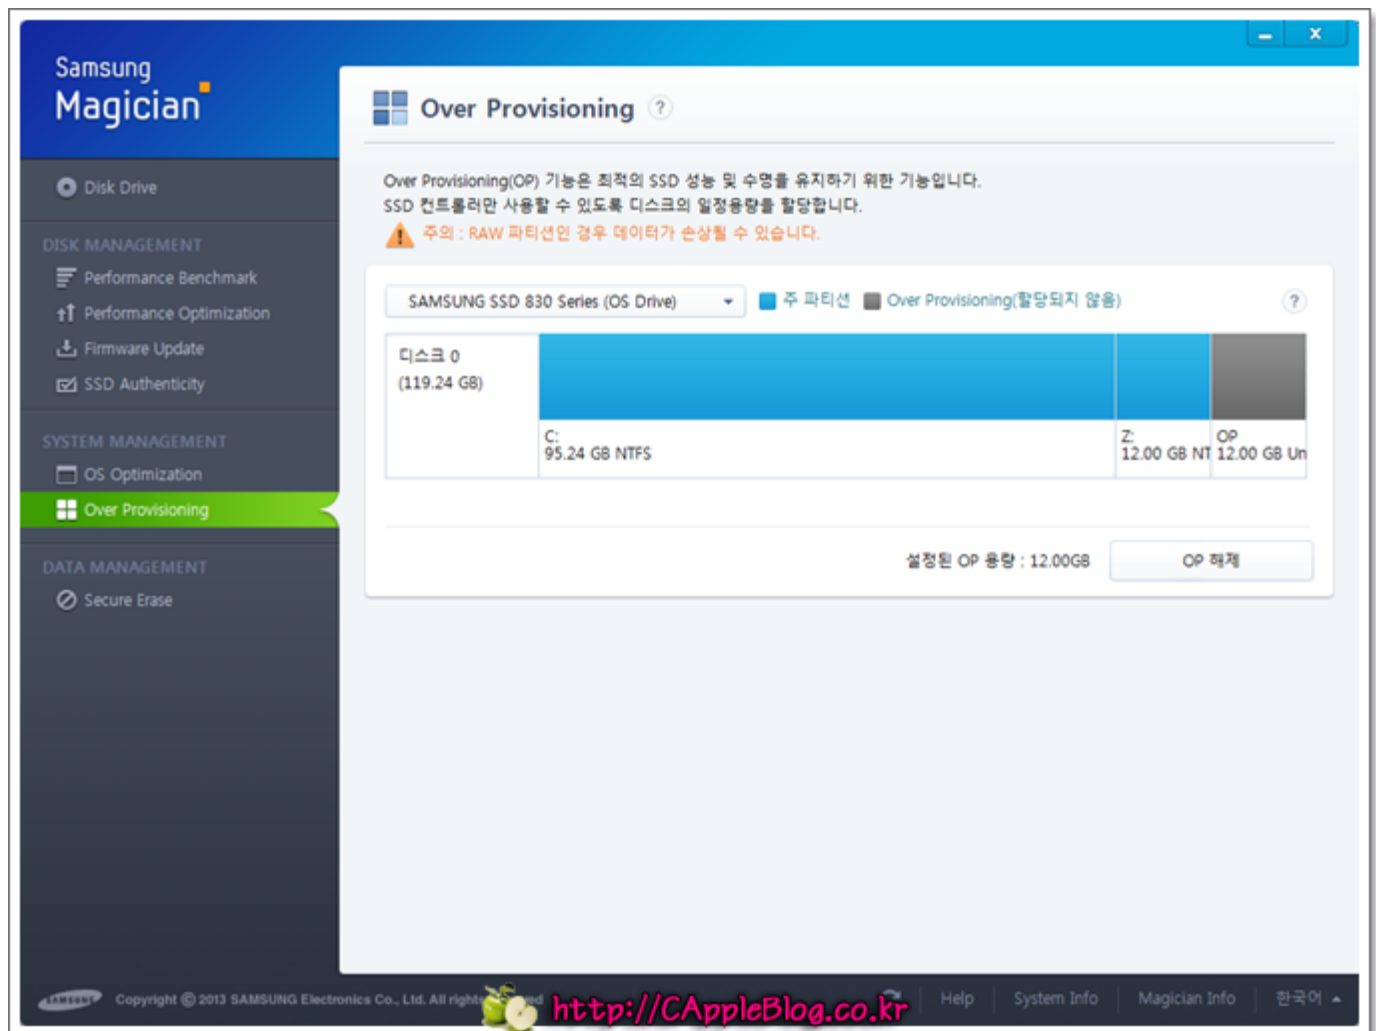 Samsung
Magician
Over Provisioning ?
Disk Drive
DISK MANAGEMENT
Performance Benchmark
Performance Optimization
Firmware Update
SSD Authenticity
SYSTEM MANAGEMENT
OS Optimization
Over Provisioning
DATA MANAGEMENT
Secure Erase
Over Provisioning(OP) 기능은 최적의 SSD 성능 및 수명을 유지하기 위한 기능입니다.
SSD 컨트롤러만 사용할 수 있도록 디스크의 일정용량을 할당합니다.
주의 : RAW 파티션인 경우 데이터가 손상될 수 있습니다.
SAMSUNG SSD 830 Series (OS Drive) 주 파티션 Over Provisioning(할당되지 않음) ?
디스크 0
(119.24 GB)
C:
95.24 GB NTFS
Z:
12.00 GB NT
OP
12.00 GB Un
설정된 OP 용량 : 12.00GB OP 해제
SAMSUNG Copyright © 2013 SAMSUNG Electronics Co., Ltd. All
http://CAppleBlog.co.kr
Help System Info Magician Info 한국어